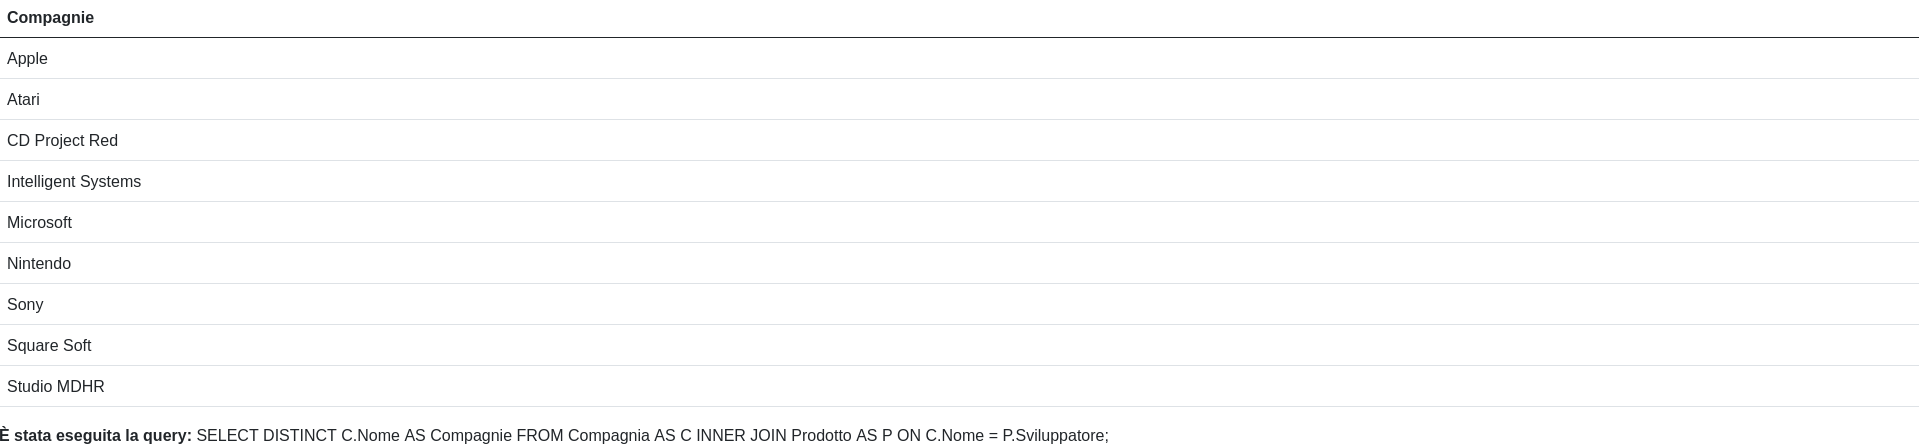 Compagnie
Apple
Atari
CD Project Red
Intelligent Systems
Microsoft
Nintendo
Sony
Square Soft
Studio MDHR
È stata eseguita la query: SELECT DISTINCT C.Nome AS Compagnie FROM Compagnia AS C INNER JOIN Prodotto AS P ON C.Nome = P.Sviluppatore;